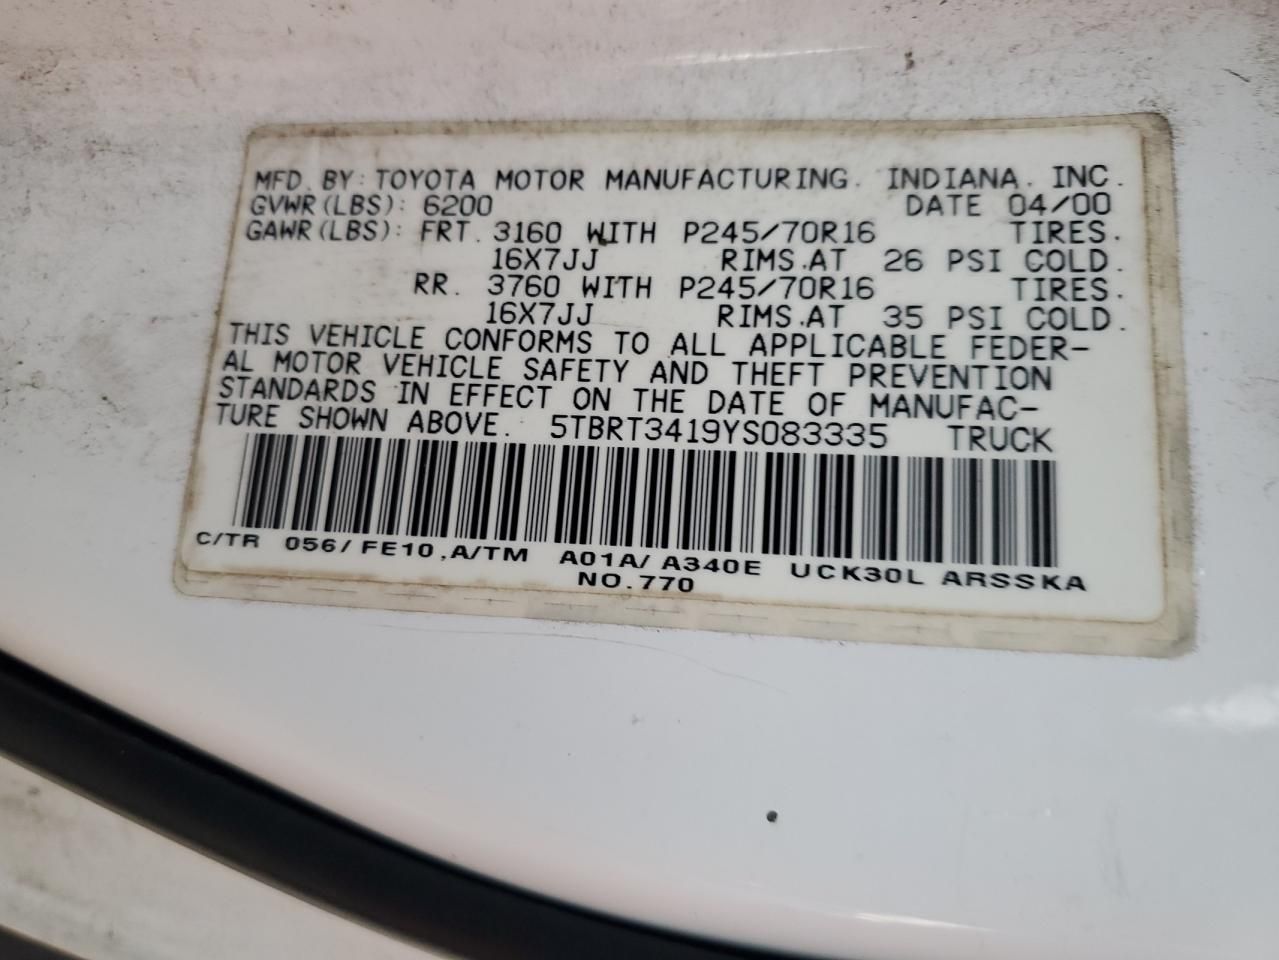 MFD. BY: TOYOTA MOTOR MANUFACTURING. INDIANA. INC.
GVWR(LBS): 6200 DATE 04/00
GAWR(LBS): FRT. 3160 WITH P245/70R16 TIRES.
16X7JJ RIMS.AT 26 PSI COLD.
RR. 3760 WITH P245/70R16 TIRES.
16X7JJ RIMS.AT 35 PSI COLD.
THIS VEHICLE CONFORMS TO ALL APPLICABLE FEDER-
AL MOTOR VEHICLE SAFETY AND THEFT PREVENTION
STANDARDS IN EFFECT ON THE DATE OF MANUFAC-
TURE SHOWN ABOVE. 5TBRT3419YS083335 TRUCK
C/TR 056/FE10,A/TM A01A/A340E UCK30L ARSSKA
NO.770